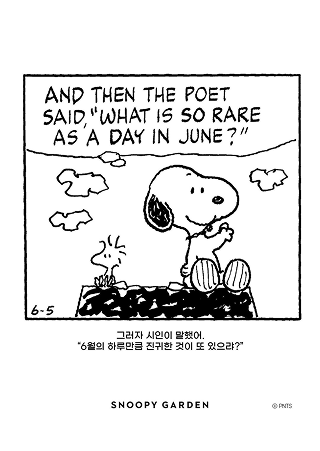 AND THEN THE POET
SAID, "WHAT IS SO RARE
AS A DAY IN JUNE?"
6-5
그러자 시인이 말했어.
“6월의 하루만큼 진귀한 것이 또 있으랴?”
SNOOPY GARDEN
© PNTS